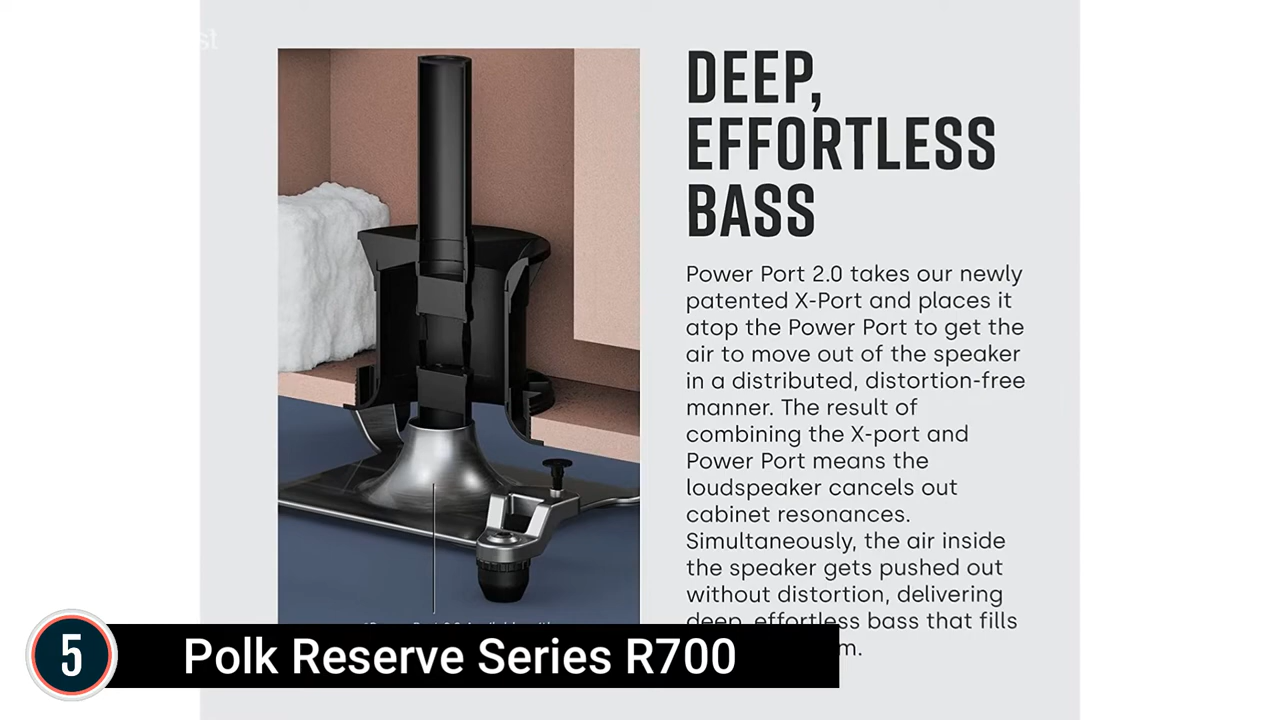 DEEP,
EFFORTLESS
BASS
Power Port 2.0 takes our newly
patented X-Port and places it
atop the Power Port to get the
air to move out of the speaker
in a distributed, distortion-free
manner. The result of
combining the X-port and
Power Port means the
loudspeaker cancels out
cabinet resonances.
Simultaneously, the air inside
the speaker gets pushed out
without distortion, delivering
deep, effortless bass that fills
m.
5
Polk Reserve Series R700